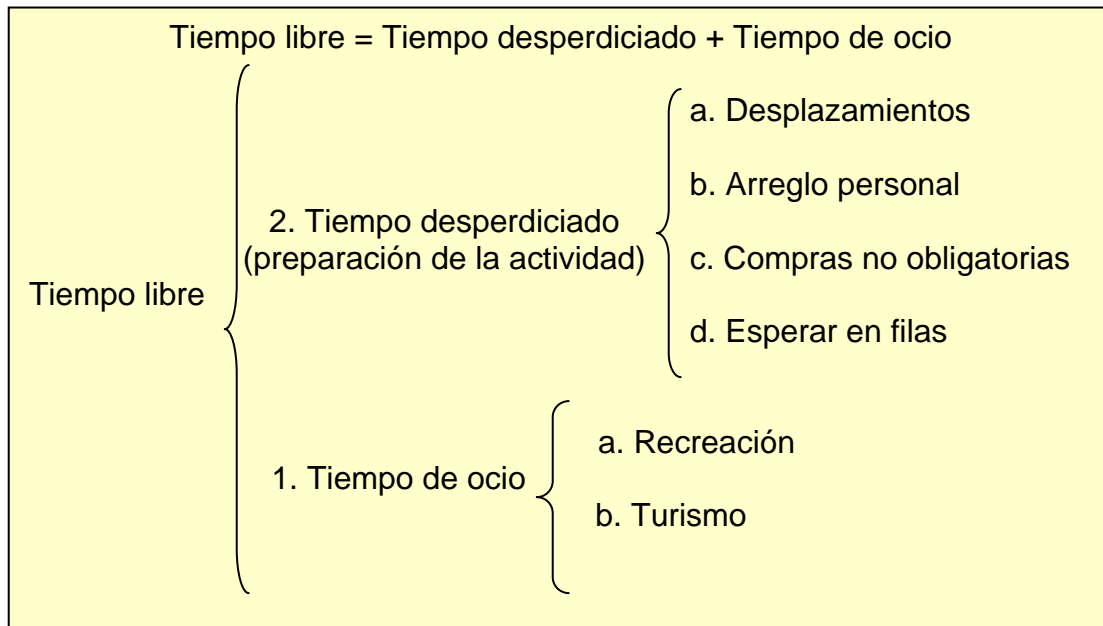 Tiempo libre = Tiempo desperdiciado + Tiempo de ocio
Tiempo libre
2. Tiempo desperdiciado
(preparación de la actividad)
a. Desplazamientos
b. Arreglo personal
c. Compras no obligatorias
d. Esperar en filas
1. Tiempo de ocio
a. Recreación
b. Turismo